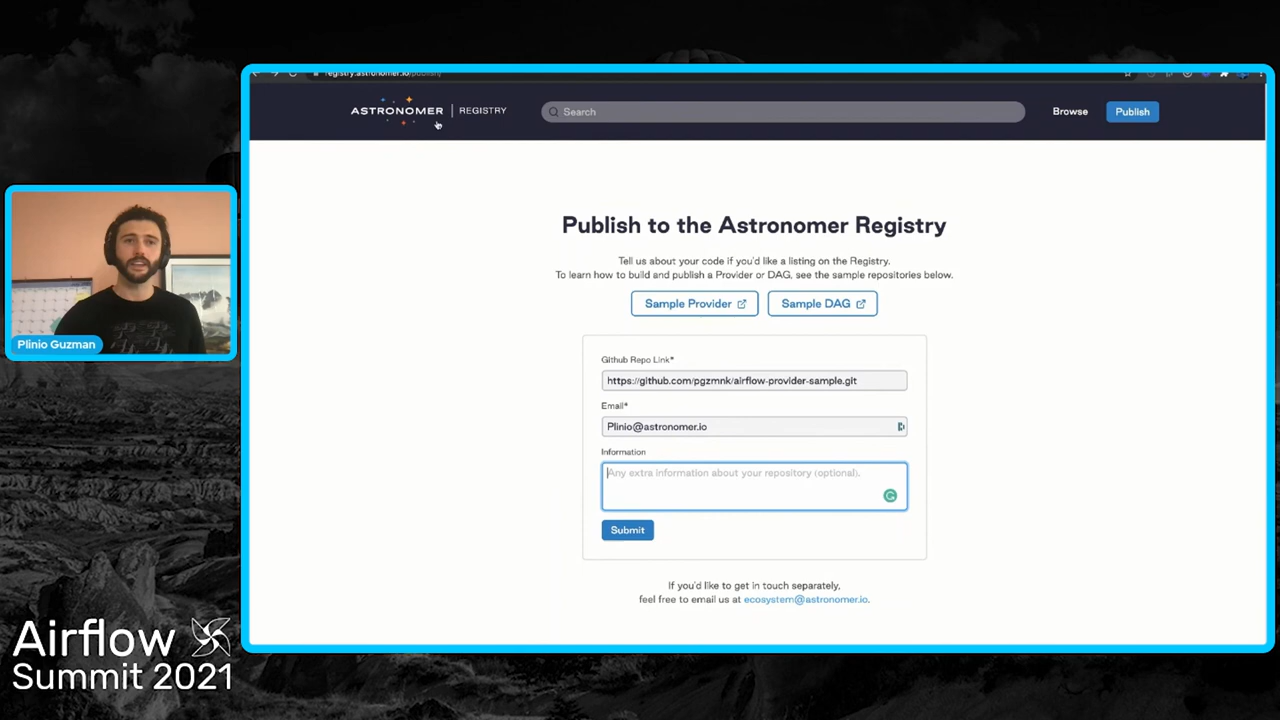 registry.astronomer.io/publish/
ASTRONOMER | REGISTRY
Search
Browse
Publish
Publish to the Astronomer Registry
Tell us about your code if you'd like a listing on the Registry.
To learn how to build and publish a Provider or DAG, see the sample repositories below.
Sample Provider
Sample DAG
Github Repo Link*
https://github.com/pgzmnk/airflow-provider-sample.git
Email*
Plinio@astronomer.io
Information
Any extra information about your repository (optional).
Submit
If you'd like to get in touch separately,
feel free to email us at ecosystem@astronomer.io.
Plinio Guzman
Airflow
Summit 2021